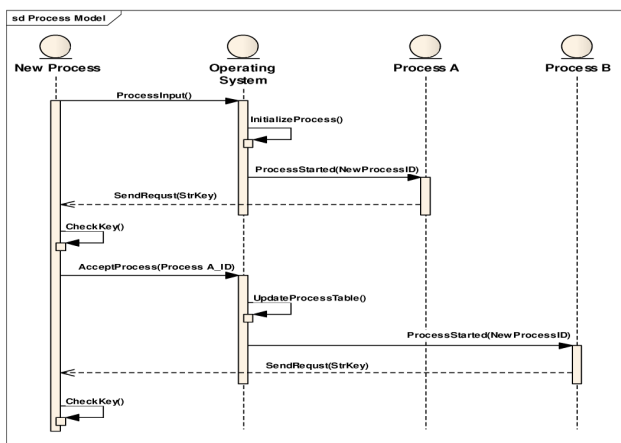 sd Process Model
New Process
Operating
System
Process A
Process B
ProcessInput()
InitializeProcess()
ProcessStarted(NewProcessID)
SendRequst(StrKey)
CheckKey()
AcceptProcess(Process A_ID)
UpdateProcessTable()
ProcessStarted(NewProcessID)
SendRequst(StrKey)
CheckKey()